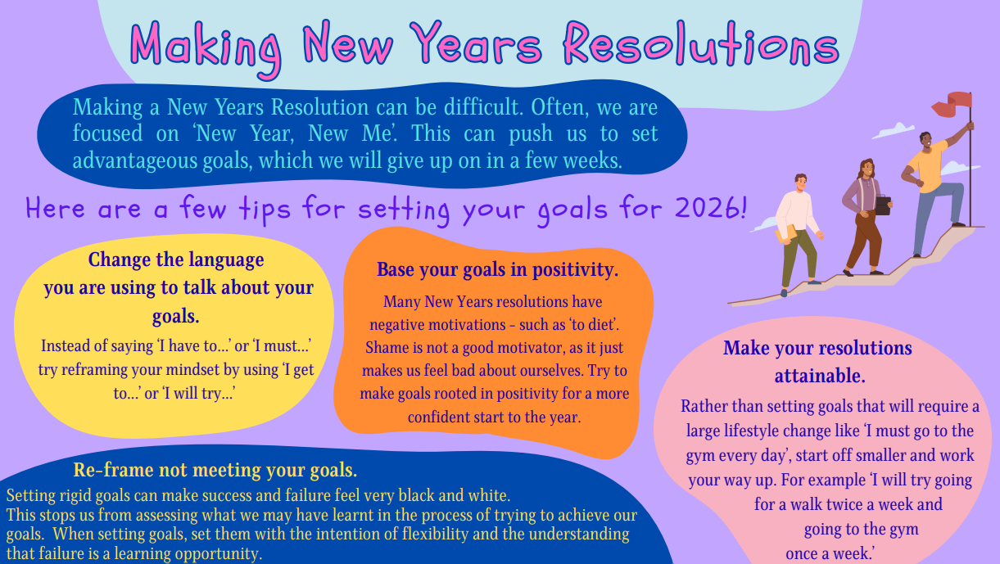 Making New Years Resolutions
Making a New Years Resolution can be difficult. Often, we are
focused on ‘New Year, New Me’. This can push us to set
advantageous goals, which we will give up on in a few weeks.
Here are a few tips for setting your goals for 2026!
Change the language
you are using to talk about your
goals.
Instead of saying ‘I have to...’ or ‘I must...’
try reframing your mindset by using ‘I get
to...’ or ‘I will try...’
Base your goals in positivity.
Many New Years resolutions have
negative motivations - such as ‘to diet’.
Shame is not a good motivator, as it just
makes us feel bad about ourselves. Try to
make goals rooted in positivity for a more
confident start to the year.
Make your resolutions
attainable.
Rather than setting goals that will require a
large lifestyle change like ‘I must go to the
gym every day’, start off smaller and work
your way up. For example ‘I will try going
for a walk twice a week and
going to the gym
once a week.’
Re-frame not meeting your goals.
Setting rigid goals can make success and failure feel very black and white.
This stops us from assessing what we may have learnt in the process of trying to achieve our
goals. When setting goals, set them with the intention of flexibility and the understanding
that failure is a learning opportunity.